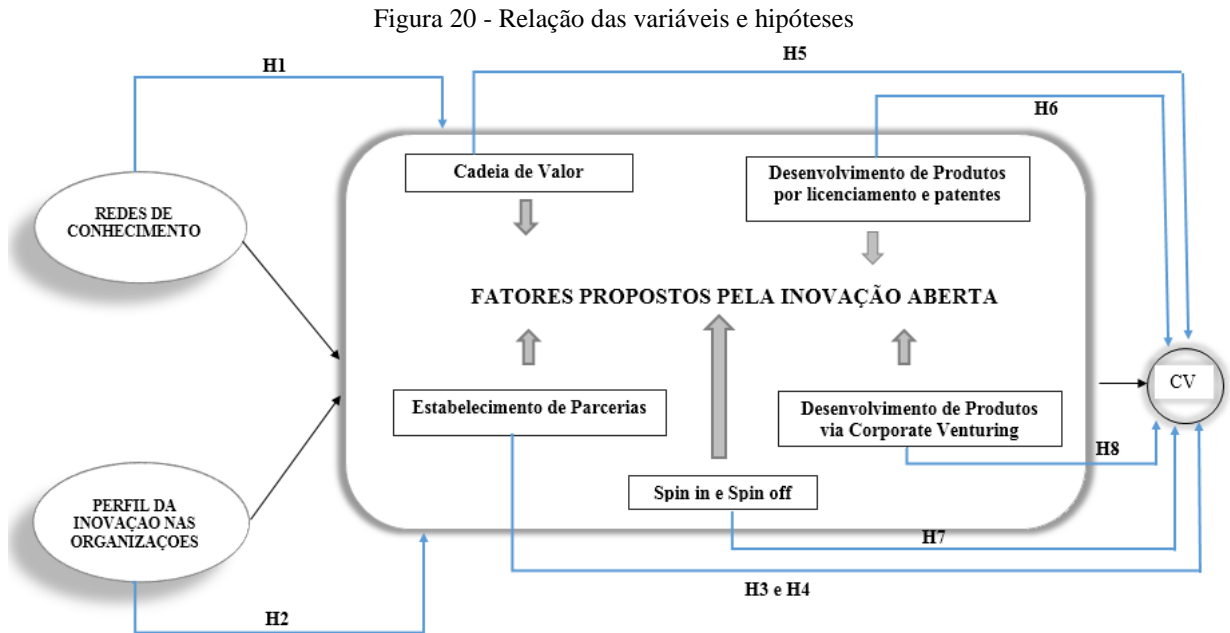 Figura 20 - Relação das variáveis e hipóteses
H1
H5
H6
Cadeia de Valor
Desenvolvimento de Produtos
por licenciamento e patentes
REDES DE
CONHECIMENTO
FATORES PROPOSTOS PELA INOVAÇÃO ABERTA
CV
Estabelecimento de Parcerias
Desenvolvimento de Produtos
via Corporate Venturing
H8
Spin in e Spin off
PERFIL DA
INOVAÇAO NAS
ORGANIZAÇOES
H7
H3 e H4
H2